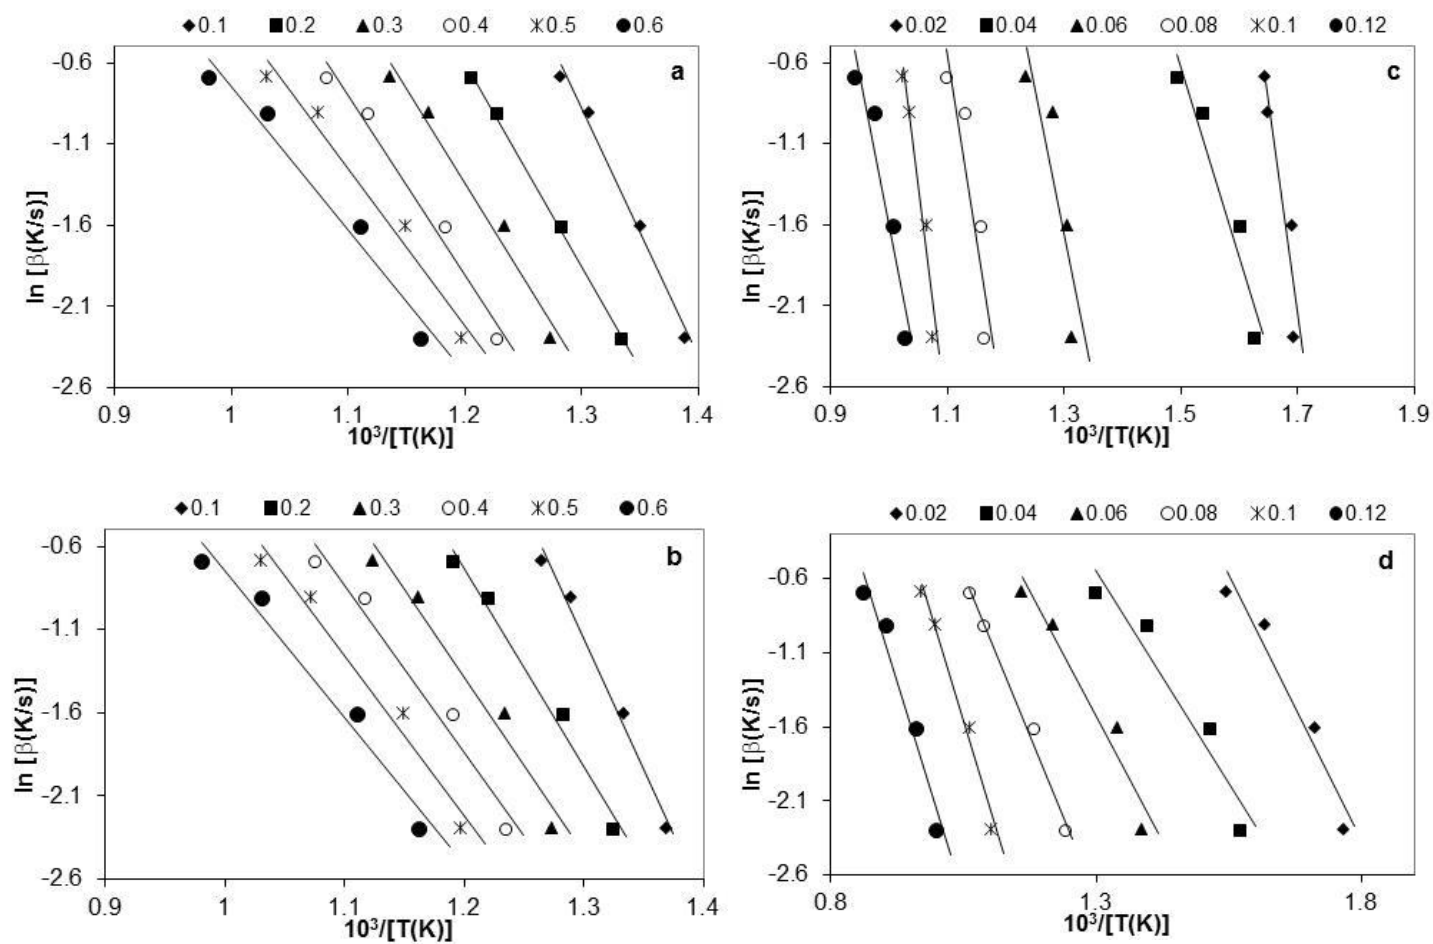 0.1 0.2 0.3 0.4 0.5 0.6
a
-0.6
-1.1
-1.6
-2.1
-2.6
ln [β(K/s)]
0.9 1 1.1 1.2 1.3 1.4
10³/[T(K)]
0.02 0.04 0.06 0.08 0.1 0.12
c
-0.6
-1.1
-1.6
-2.1
-2.6
ln [β(K/s)]
0.9 1.1 1.3 1.5 1.7 1.9
10³/[T(K)]
0.1 0.2 0.3 0.4 0.5 0.6
b
-0.6
-1.1
-1.6
-2.1
-2.6
ln [β(K/s)]
0.9 1 1.1 1.2 1.3 1.4
10³/[T(K)]
0.02 0.04 0.06 0.08 0.1 0.12
d
-0.6
-1.1
-1.6
-2.1
-2.6
ln [β(K/s)]
0.8 1.3 1.8
10³/[T(K)]